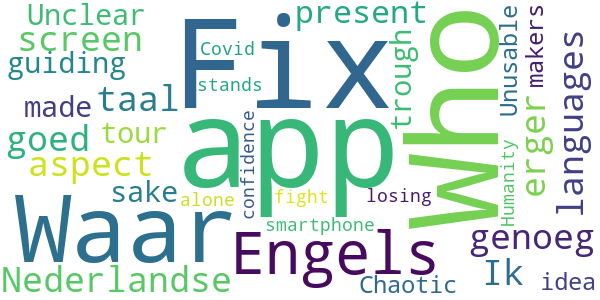 Unclear
screen
guiding
made
taal
goed
tour
aspect
sake
alone
Waar
Nederlandse
Fix
Covid
stands
app
confidence
fight
smartphone
Engels
present
trough
losing
Chaotic
Who
Unusable
makers
erger
languages
Humanity
genoeg
Ik
idea